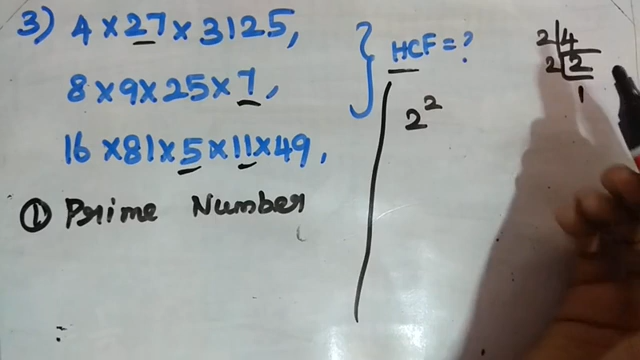 3) 4 × 27 × 3125,
8 × 9 × 25 × 7,
16 × 81 × 5 × 11 × 49,
① Prime Number
HCF = ?
2²
2 4
2 2
1